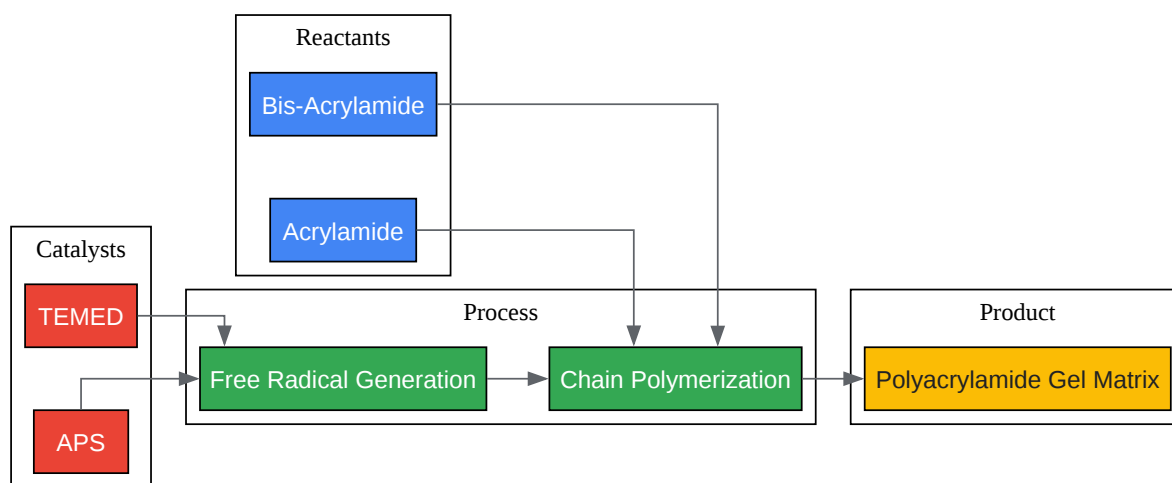 Reactants
Bis-Acrylamide
Acrylamide
Catalysts
TEMED
APS
Process
Free Radical Generation
Chain Polymerization
Product
Polyacrylamide Gel Matrix